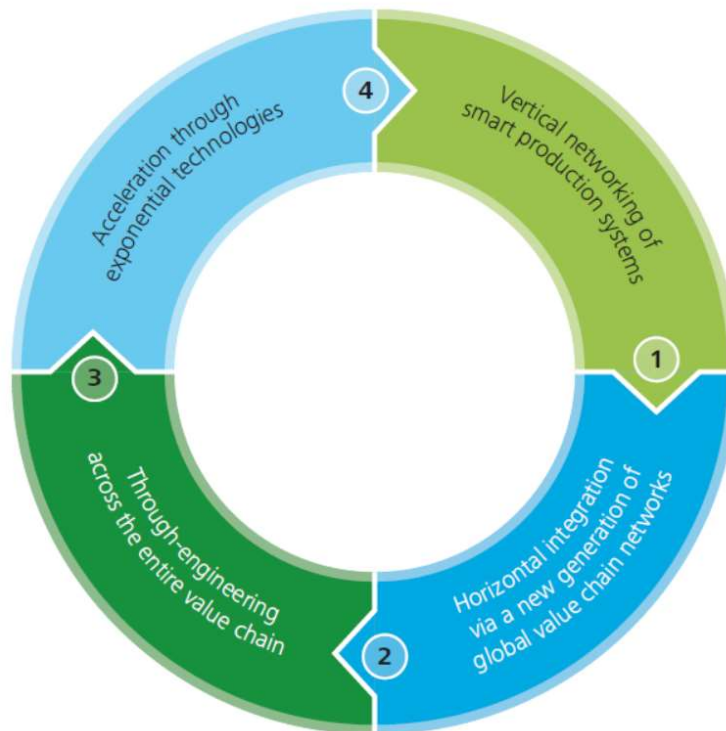 1
Vertical networking of
smart production systems
2
Horizontal integration
via a new generation of
global value chain networks
3
Through-engineering
across the entire value chain
4
Acceleration through
exponential technologies